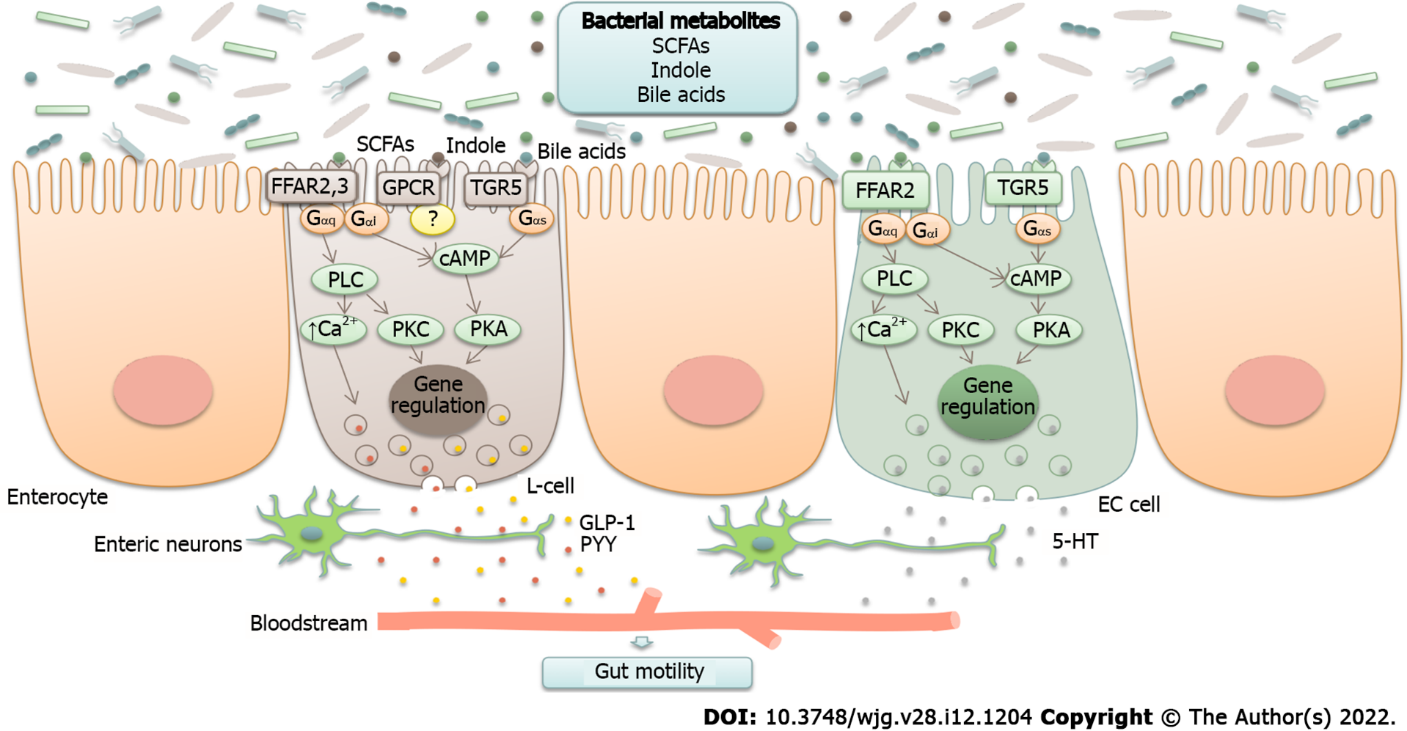 Bacterial metabolites
SCFAs
Indole
Bile acids
SCFAs
Indole
Bile acids
FFAR2,3
GPCR
TGR5
Gαq
Gαi
?
Gαs
cAMP
PLC
↑Ca2+
PKC
PKA
Gene
regulation
FFAR2
TGR5
Gαq
Gαi
Gαs
PLC
cAMP
↑Ca2+
PKC
PKA
Gene
regulation
Enterocyte
L-cell
EC cell
Enteric neurons
GLP-1
PYY
5-HT
Bloodstream
Gut motility
DOI: 10.3748/wjg.v28.i12.1204 Copyright © The Author(s) 2022.